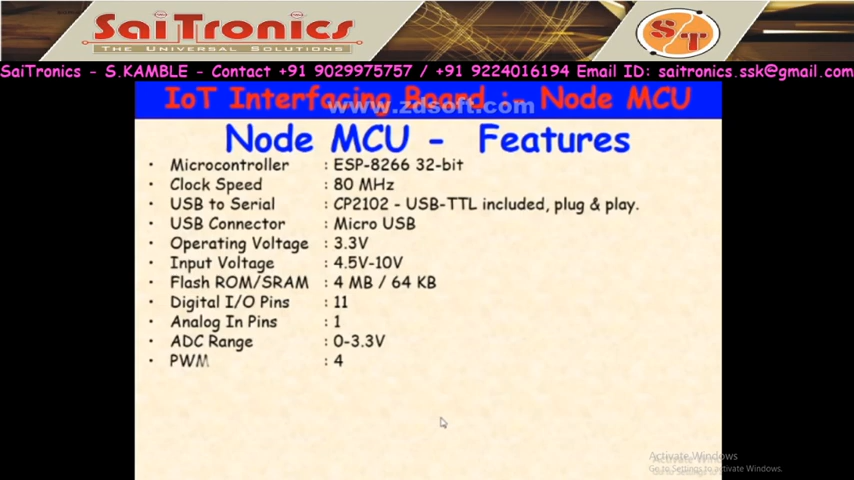 SaiTronics
THE UNIVERSAL SOLUTIONS
ST
SaiTronics - S.KAMBLE - Contact +91 9029975757 / +91 9224016194 Email ID: saitronics.ssk@gmail.com
IoT Interfacing Board :- Node MCU
www.zdsoft.com
Node MCU - Features
• Microcontroller : ESP-8266 32-bit
• Clock Speed : 80 MHz
• USB to Serial : CP2102 - USB-TTL included, plug & play.
• USB Connector : Micro USB
• Operating Voltage : 3.3V
• Input Voltage : 4.5V-10V
• Flash ROM/SRAM : 4 MB / 64 KB
• Digital I/O Pins : 11
• Analog In Pins : 1
• ADC Range : 0-3.3V
• PWM : 4
Activate Windows
Go to Settings to activate Windows.